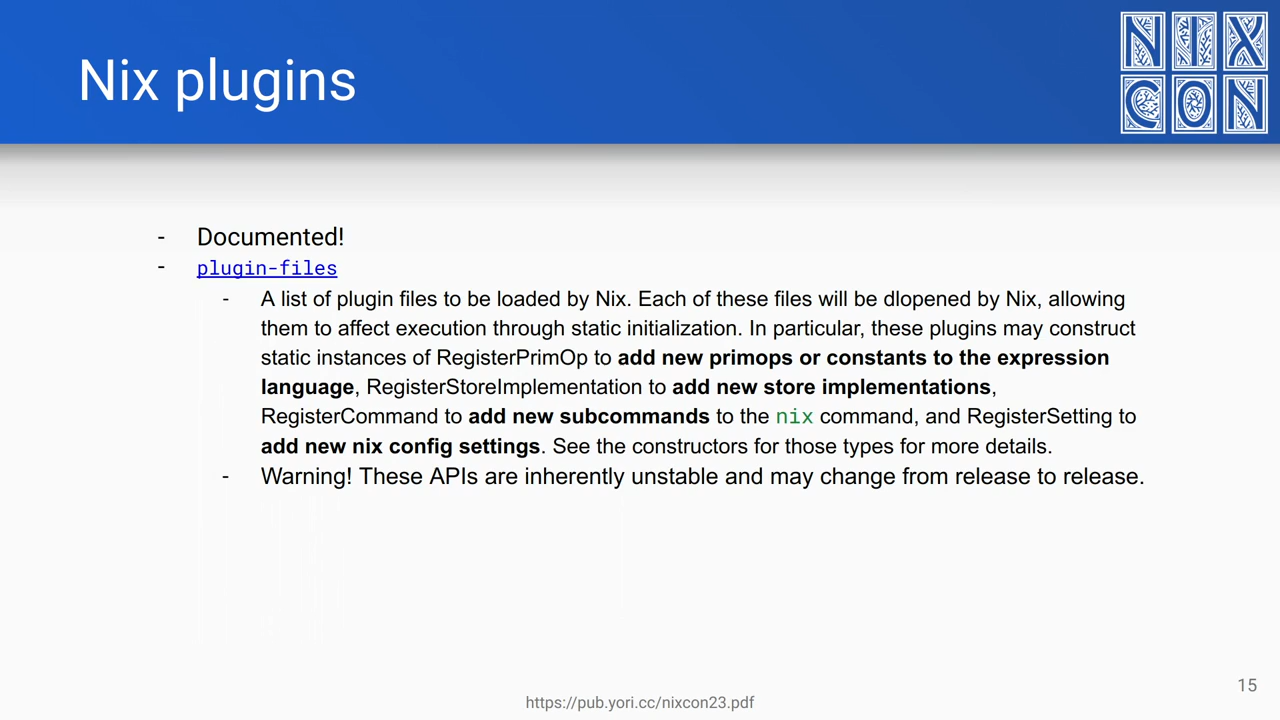 Nix plugins
NIX
CON
- Documented!
- plugin-files
- A list of plugin files to be loaded by Nix. Each of these files will be dlopened by Nix, allowing
them to affect execution through static initialization. In particular, these plugins may construct
static instances of RegisterPrimOp to add new primops or constants to the expression
language, RegisterStoreImplementation to add new store implementations,
RegisterCommand to add new subcommands to the nix command, and RegisterSetting to
add new nix config settings. See the constructors for those types for more details.
- Warning! These APIs are inherently unstable and may change from release to release.
15
https://pub.yori.cc/nixcon23.pdf